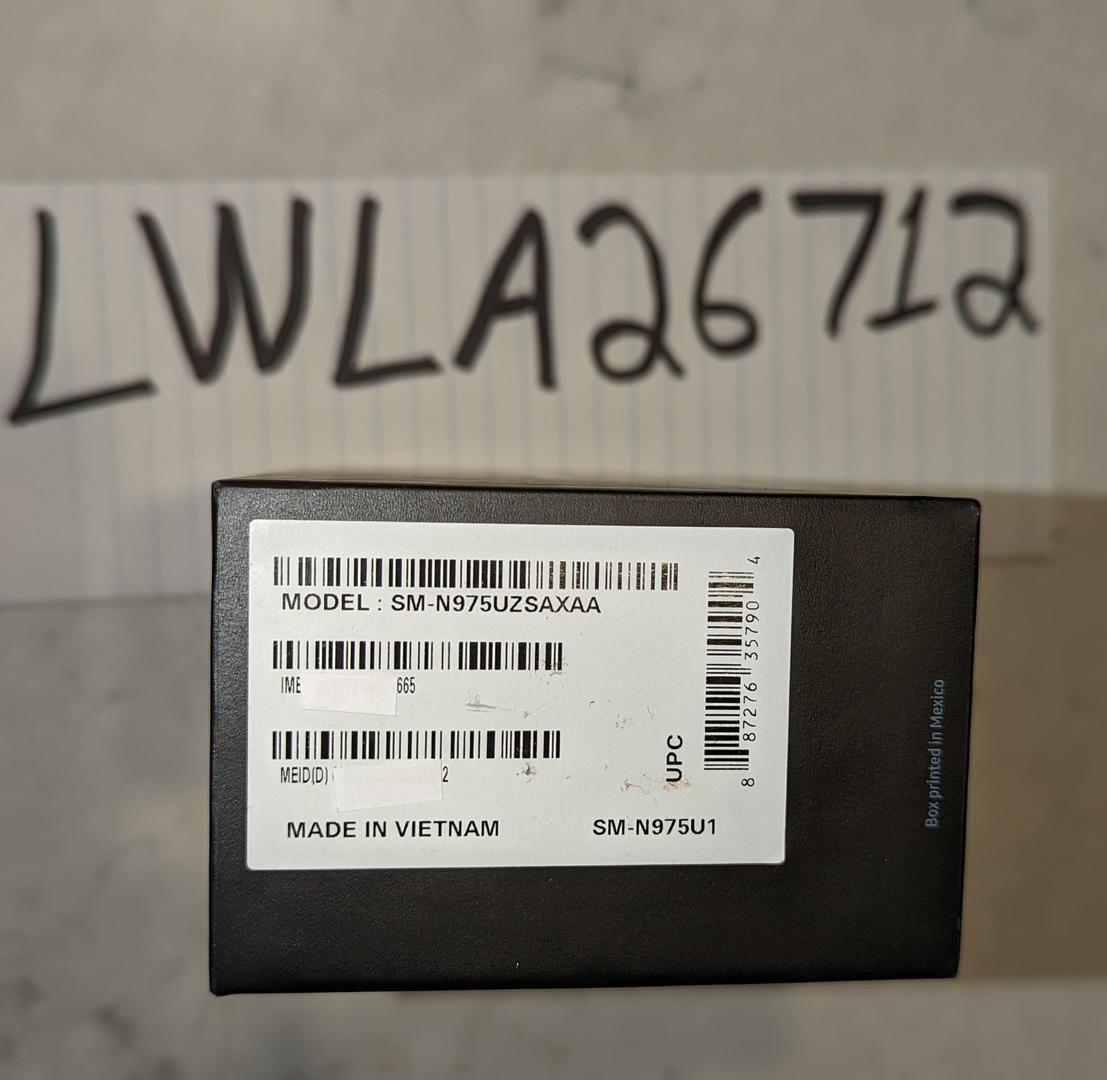 LWLA26712
MODEL : SM-N975UZSAXAA
IME 665
MEID(D) 2
MADE IN VIETNAM
SM-N975U1
UPC
8 87276 35790 4
Box printed in Mexico